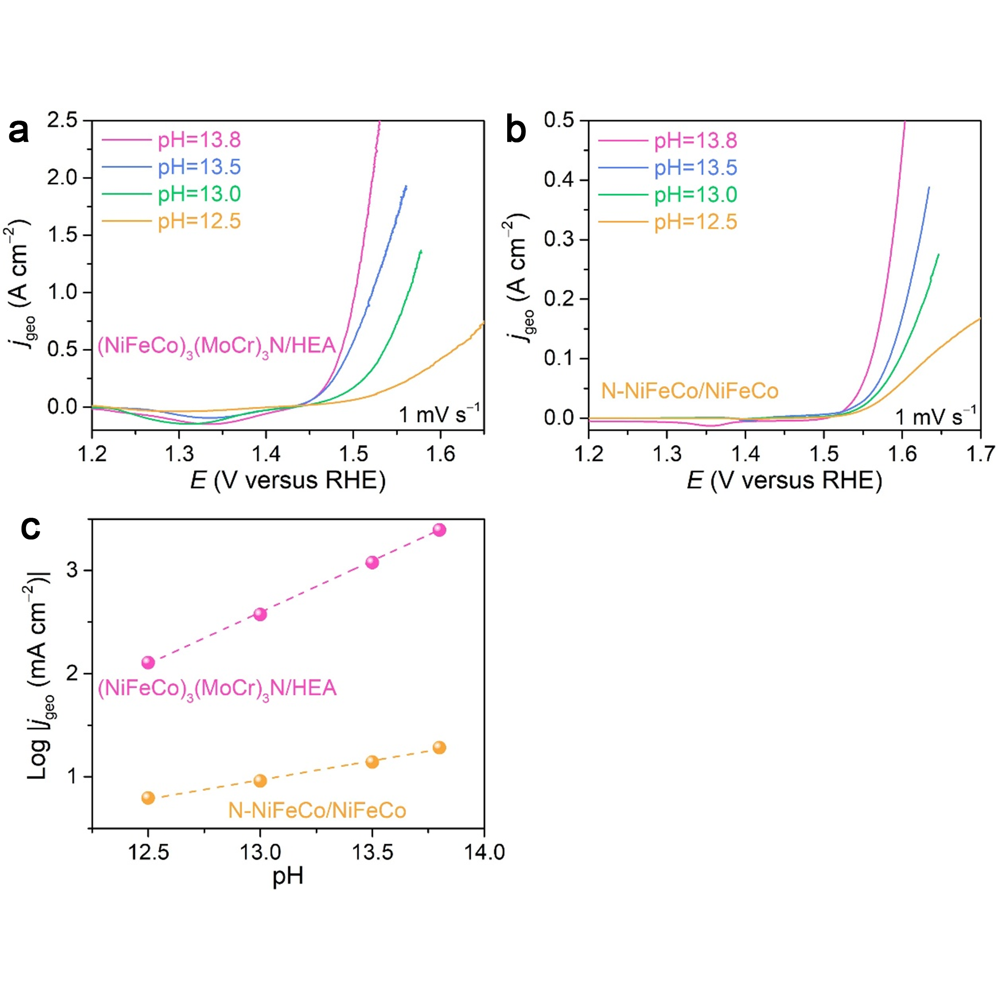 a
2.5
2.0
1.5
1.0
0.5
0.0
j_geo (A cm⁻²)
pH=13.8
pH=13.5
pH=13.0
pH=12.5
(NiFeCo)₃(MoCr)₃N/HEA
1 mV s⁻¹
1.2 1.3 1.4 1.5 1.6
E (V versus RHE)
b
0.5
0.4
0.3
0.2
0.1
0.0
j_geo (A cm⁻²)
pH=13.8
pH=13.5
pH=13.0
pH=12.5
N-NiFeCo/NiFeCo
1 mV s⁻¹
1.2 1.3 1.4 1.5 1.6 1.7
E (V versus RHE)
c
3
2
1
Log |j_geo (mA cm⁻²)|
(NiFeCo)₃(MoCr)₃N/HEA
N-NiFeCo/NiFeCo
12.5 13.0 13.5 14.0
pH